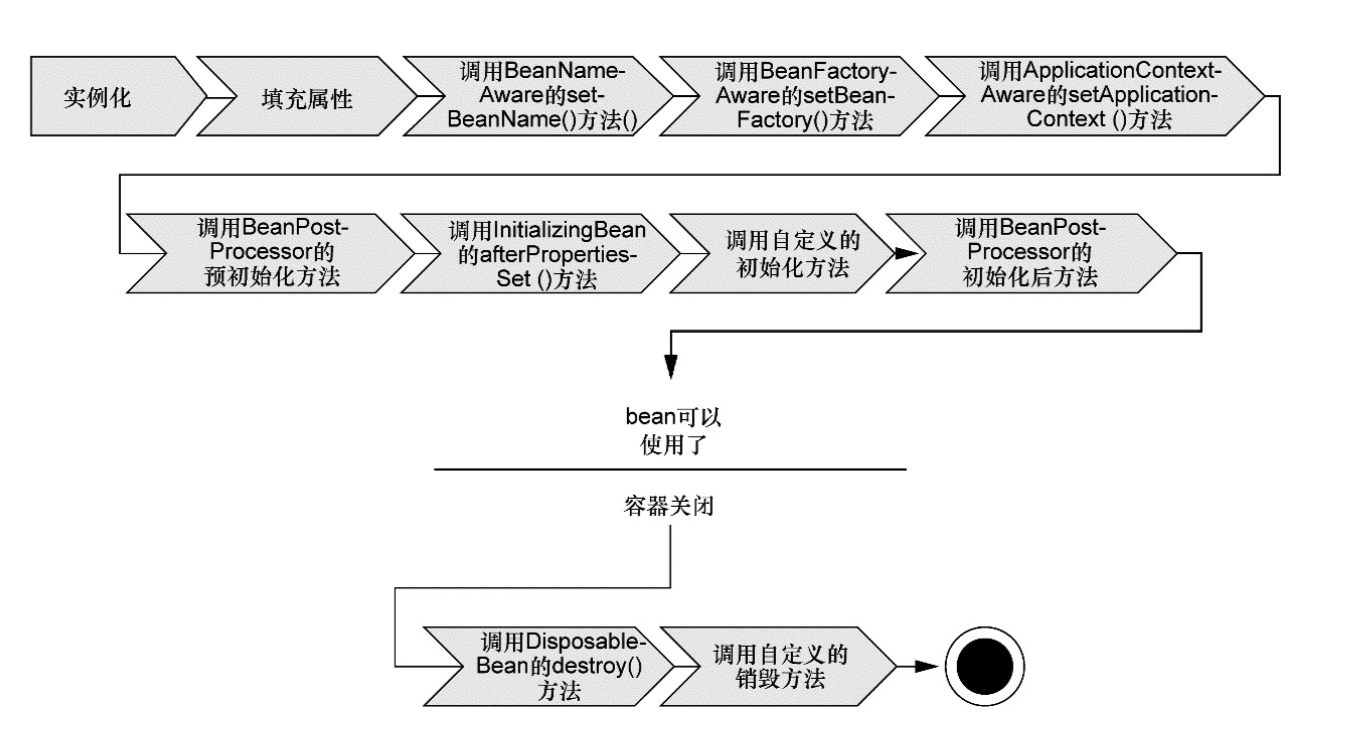 实例化
填充属性
调用BeanName-
Aware的set-
BeanName()方法()
调用BeanFactory-
Aware的setBean-
Factory()方法
调用ApplicationContext-
Aware的setApplication-
Context ()方法
调用BeanPost-
Processor的
预初始化方法
调用InitializingBean
的afterProperties-
Set ()方法
调用自定义的
初始化方法
调用BeanPost-
Processor的
初始化后方法
bean可以
使用了
容器关闭
调用Disposable-
Bean的destroy()
方法
调用自定义的
销毁方法